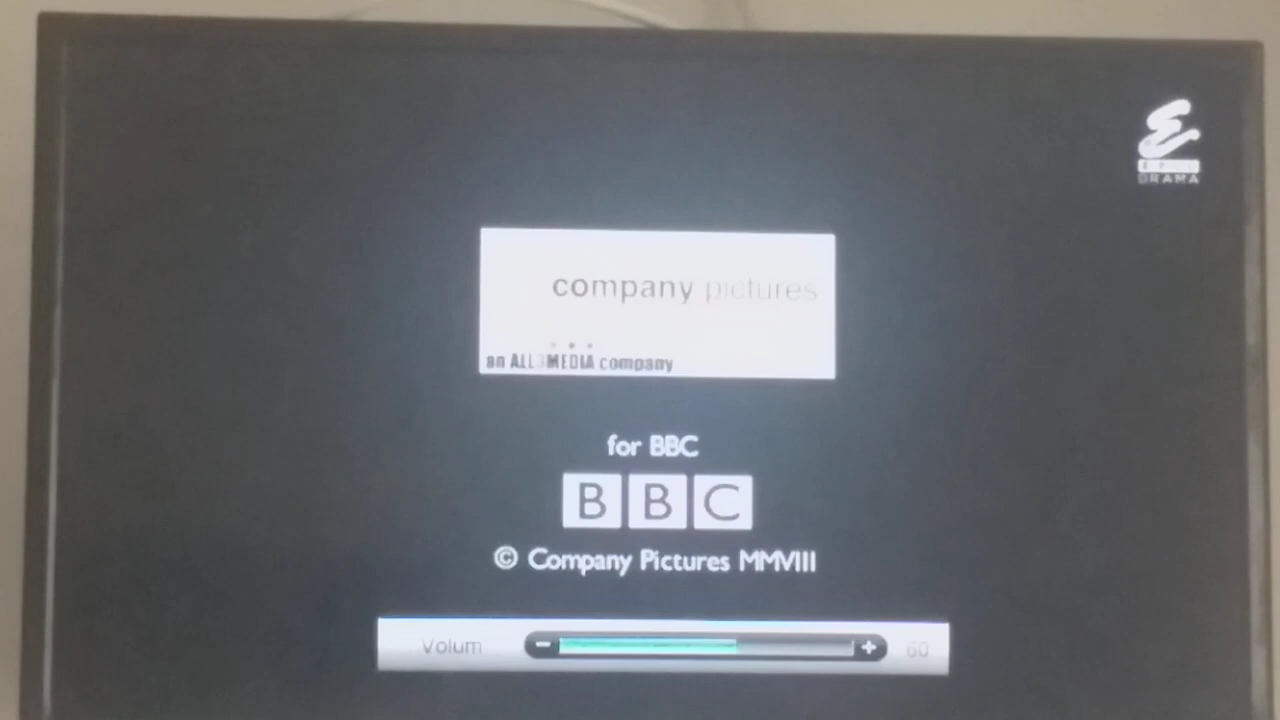 DRAMA
company pictures
an ALL3MEDIA company
for BBC
BBC
© Company Pictures MMVIII
Volum
60